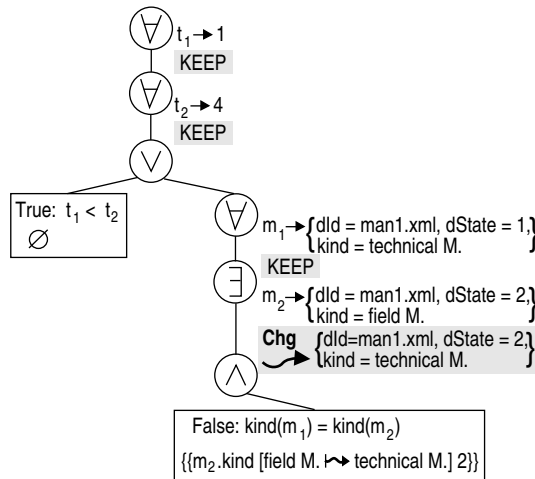 ∀ t₁→1
KEEP
∀ t₂→4
KEEP
∨
True: t₁ < t₂
∅
∀ m₁→{dId = man1.xml, dState = 1, kind = technical M.}
KEEP
∃ m₂→{dId = man1.xml, dState = 2, kind = field M.}
Chg {dId=man1.xml, dState = 2, kind = technical M.}
∧
False: kind(m₁) = kind(m₂)
{{m₂.kind [field M. ↦ technical M.] 2}}